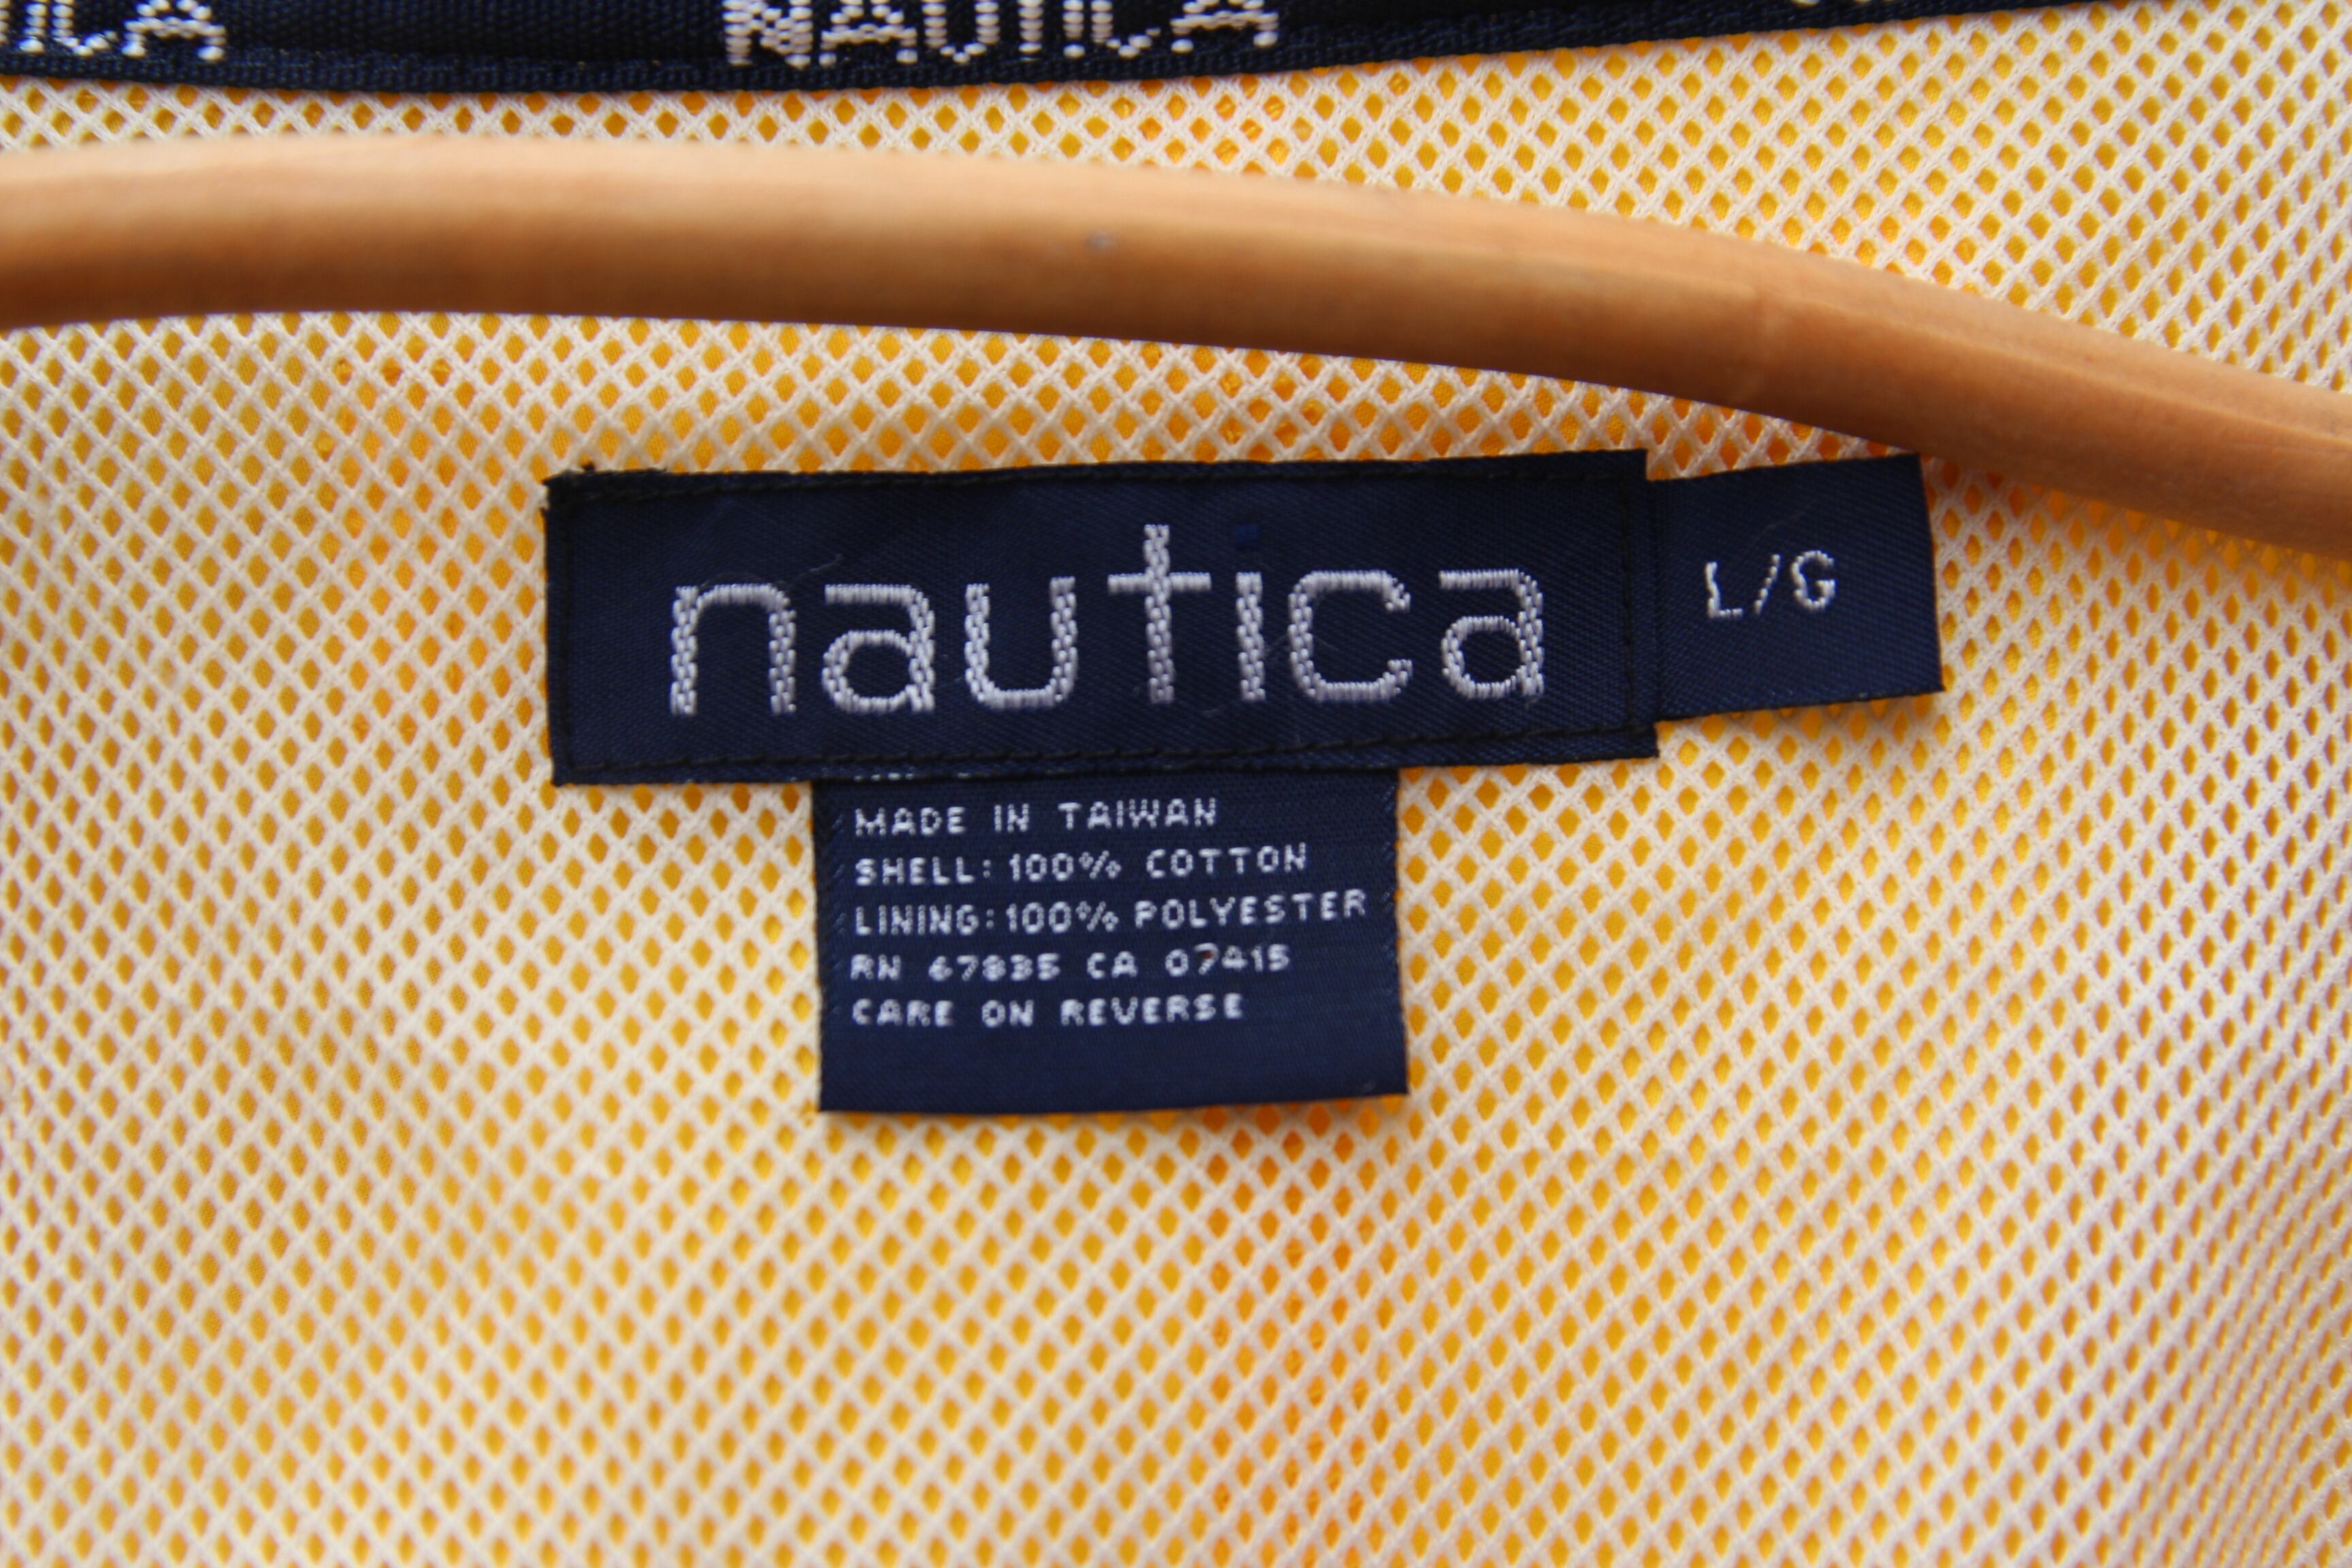 NAUTICA
nautica L/G
MADE IN TAIWAN
SHELL: 100% COTTON
LINING: 100% POLYESTER
RN 67835 CA 07415
CARE ON REVERSE